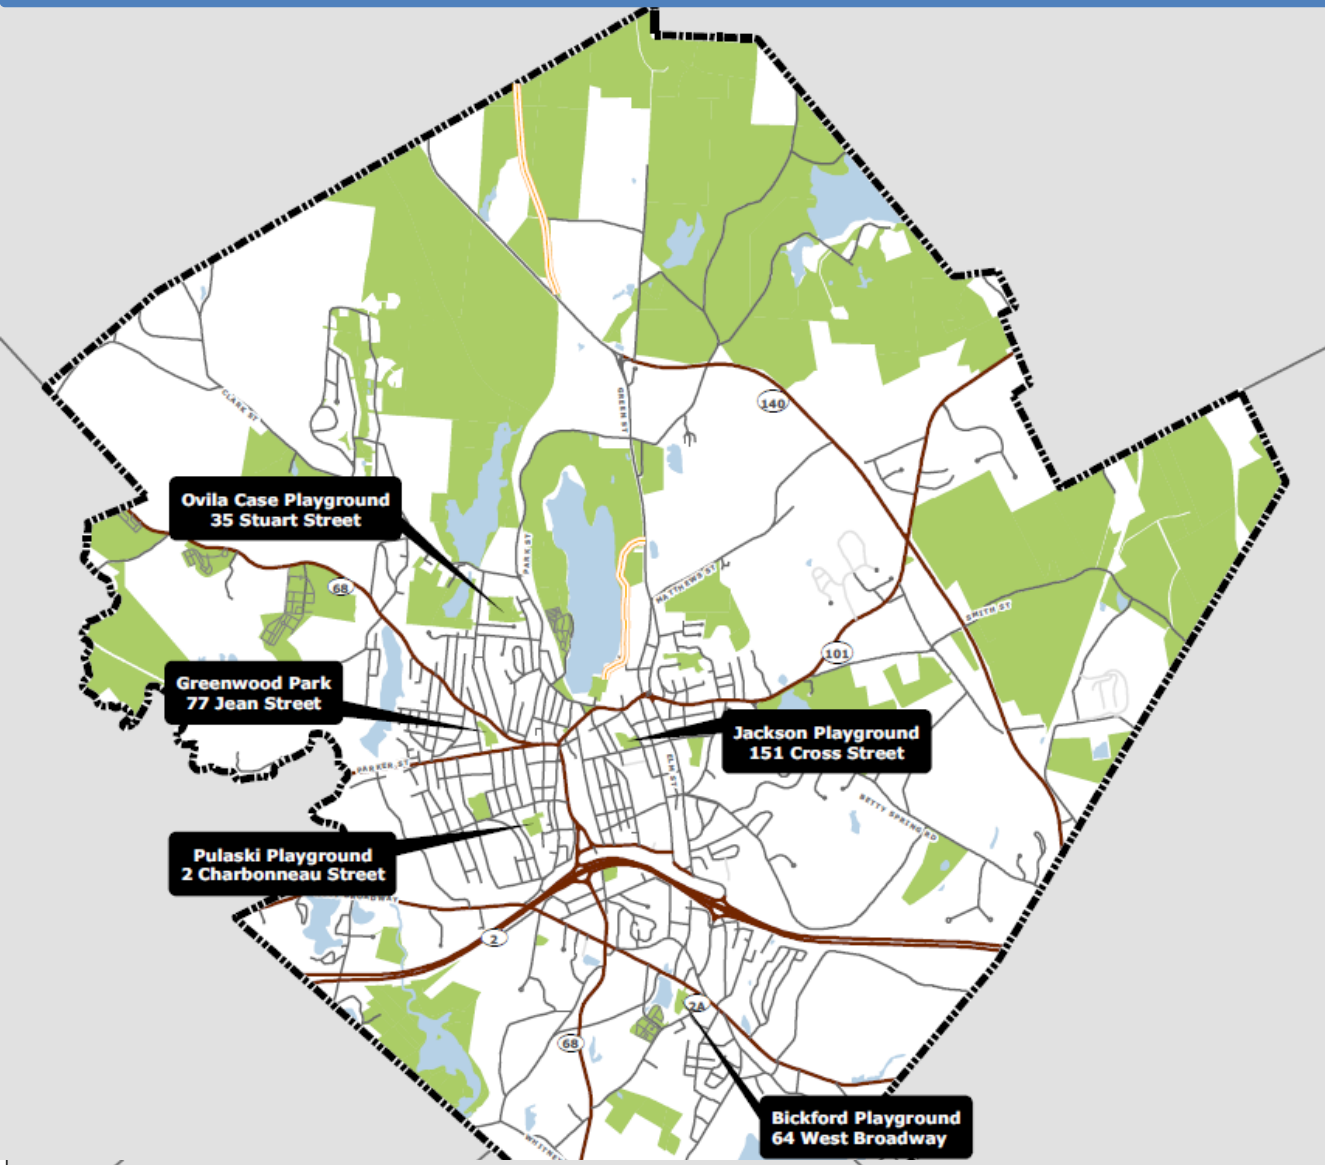 140
GREEN ST
CLARK ST
Ovila Case Playground
35 Stuart Street
PARK ST
MATTHEWS ST
68
SMITH ST
101
Greenwood Park
77 Jean Street
Jackson Playground
151 Cross Street
PARKER ST
ELM ST
BETTY SPRING RD
Pulaski Playground
2 Charbonneau Street
BROADWAY
2
2A
68
Bickford Playground
64 West Broadway
WHITNEY